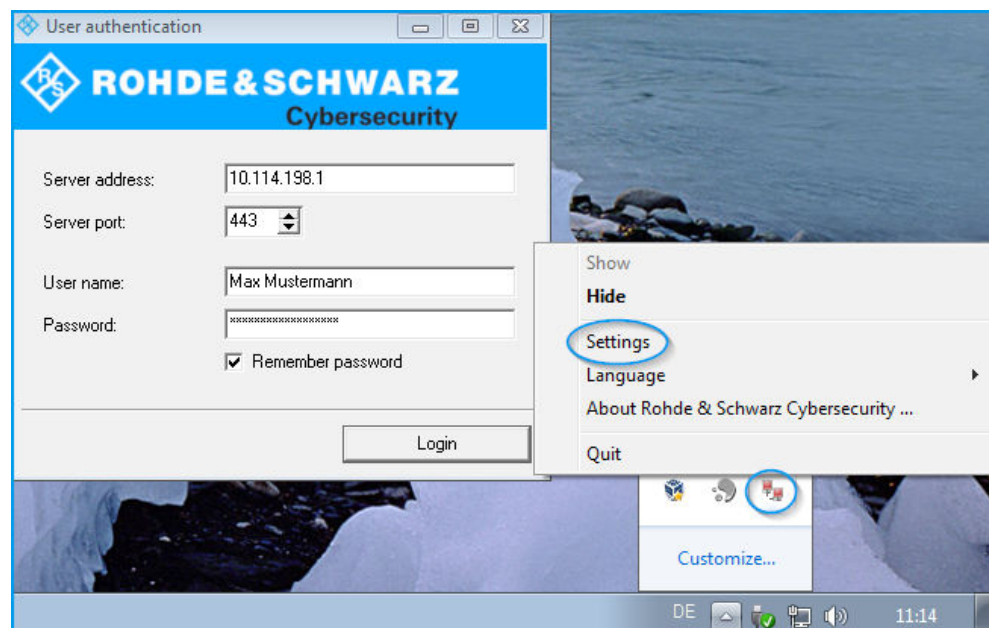 User authentication
R S
ROHDE & SCHWARZ
Cybersecurity
Server address:
10.114.198.1
Server port:
443
User name:
Max Mustermann
Password:
******************
Remember password
Login
Show
Hide
Settings
Language
About Rohde & Schwarz Cybersecurity ...
Quit
Customize...
DE
11:14